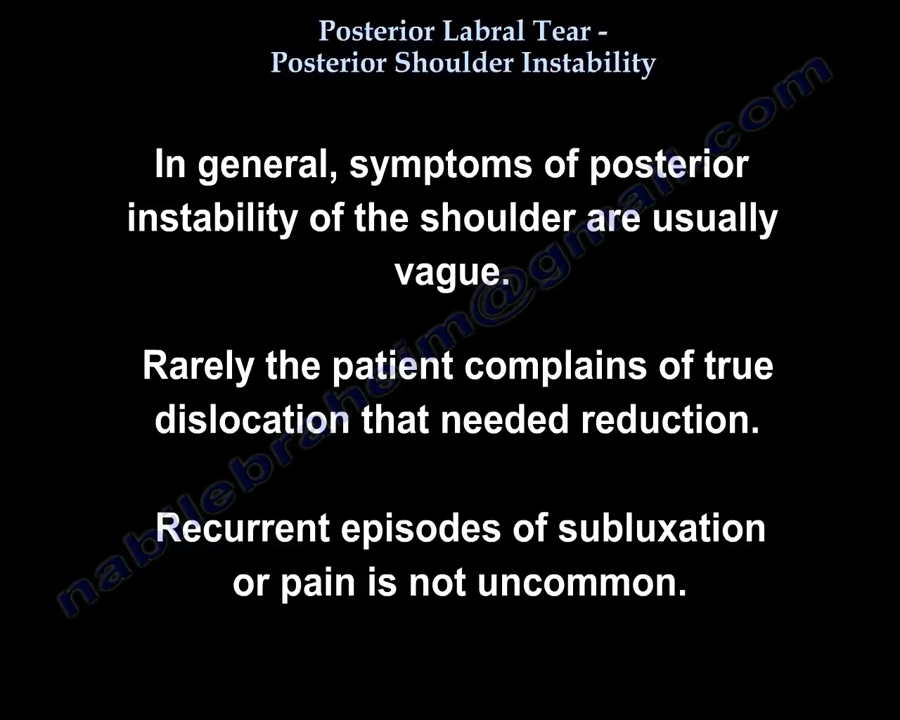 Posterior Labral Tear -
Posterior Shoulder Instability
In general, symptoms of posterior
instability of the shoulder are usually
vague.
Rarely the patient complains of true
dislocation that needed reduction.
Recurrent episodes of subluxation
or pain is not uncommon.
nabilebraheim@gmail.com